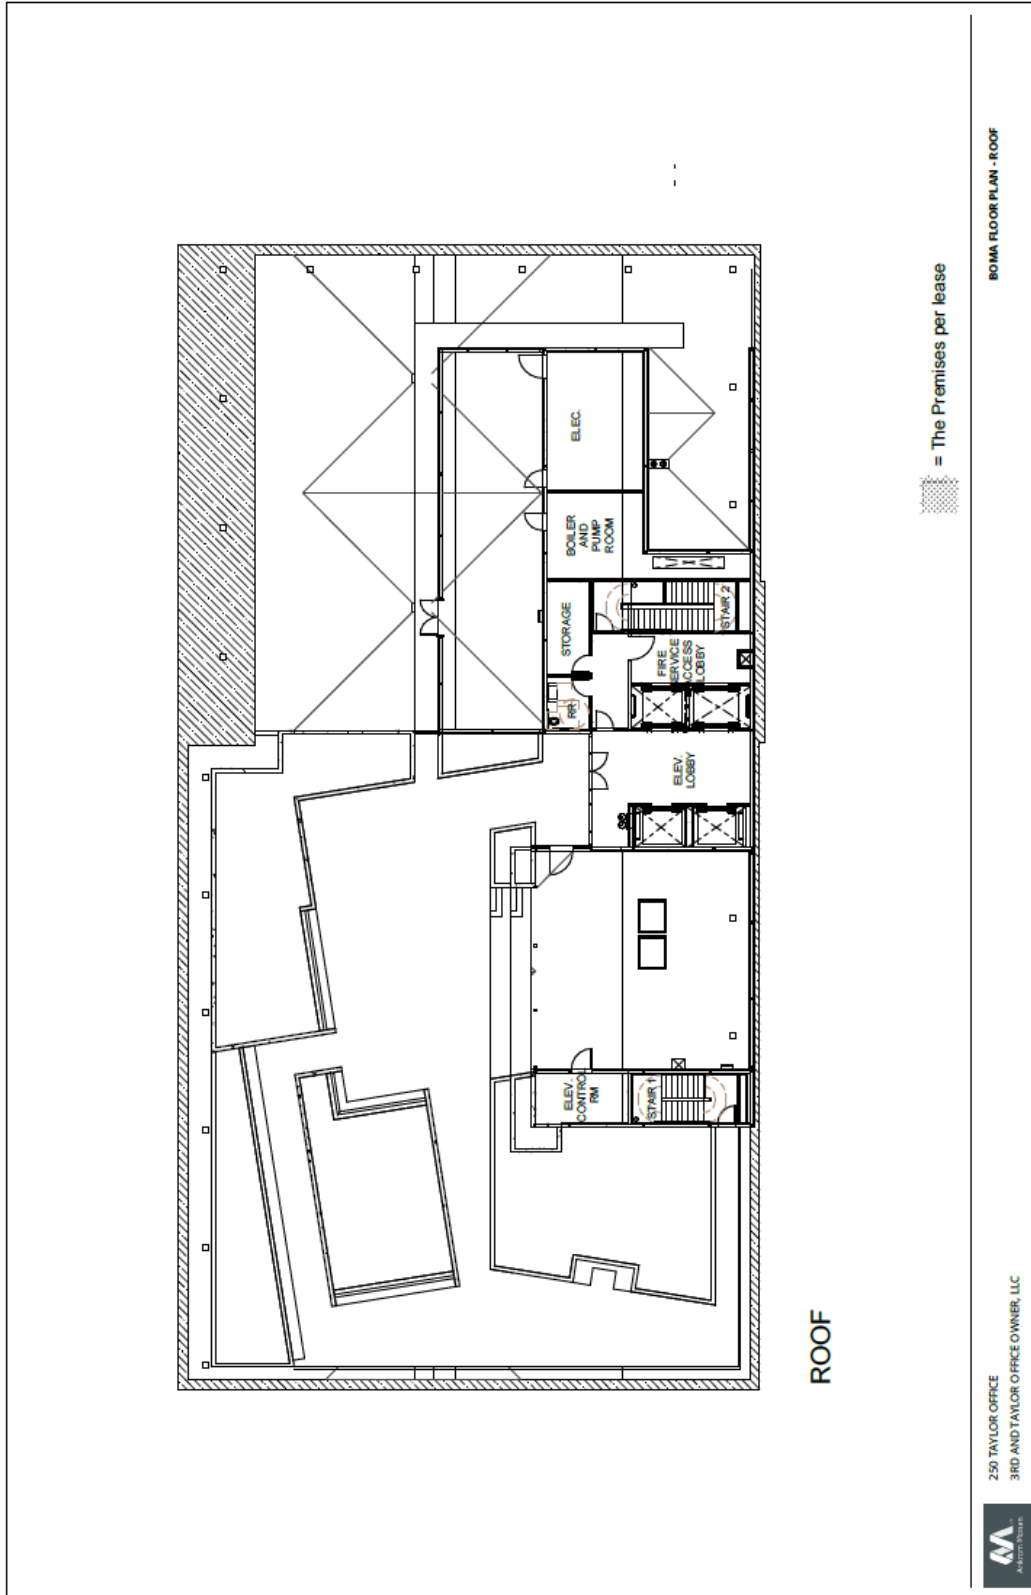 ELEC.
BOILER
AND
PUMP
ROOM
STORAGE
RR
STAIR 2
FIRE
SERVICE
ACCESS
LOBBY
ELEV.
LOBBY
ELEV.
CONTROL
RM
STAIR 1
ROOF
= The Premises per lease
250 TAYLOR OFFICE
3RD AND TAYLOR OFFICE OWNER, LLC
BOMA FLOOR PLAN - ROOF
Ankrom Moisan